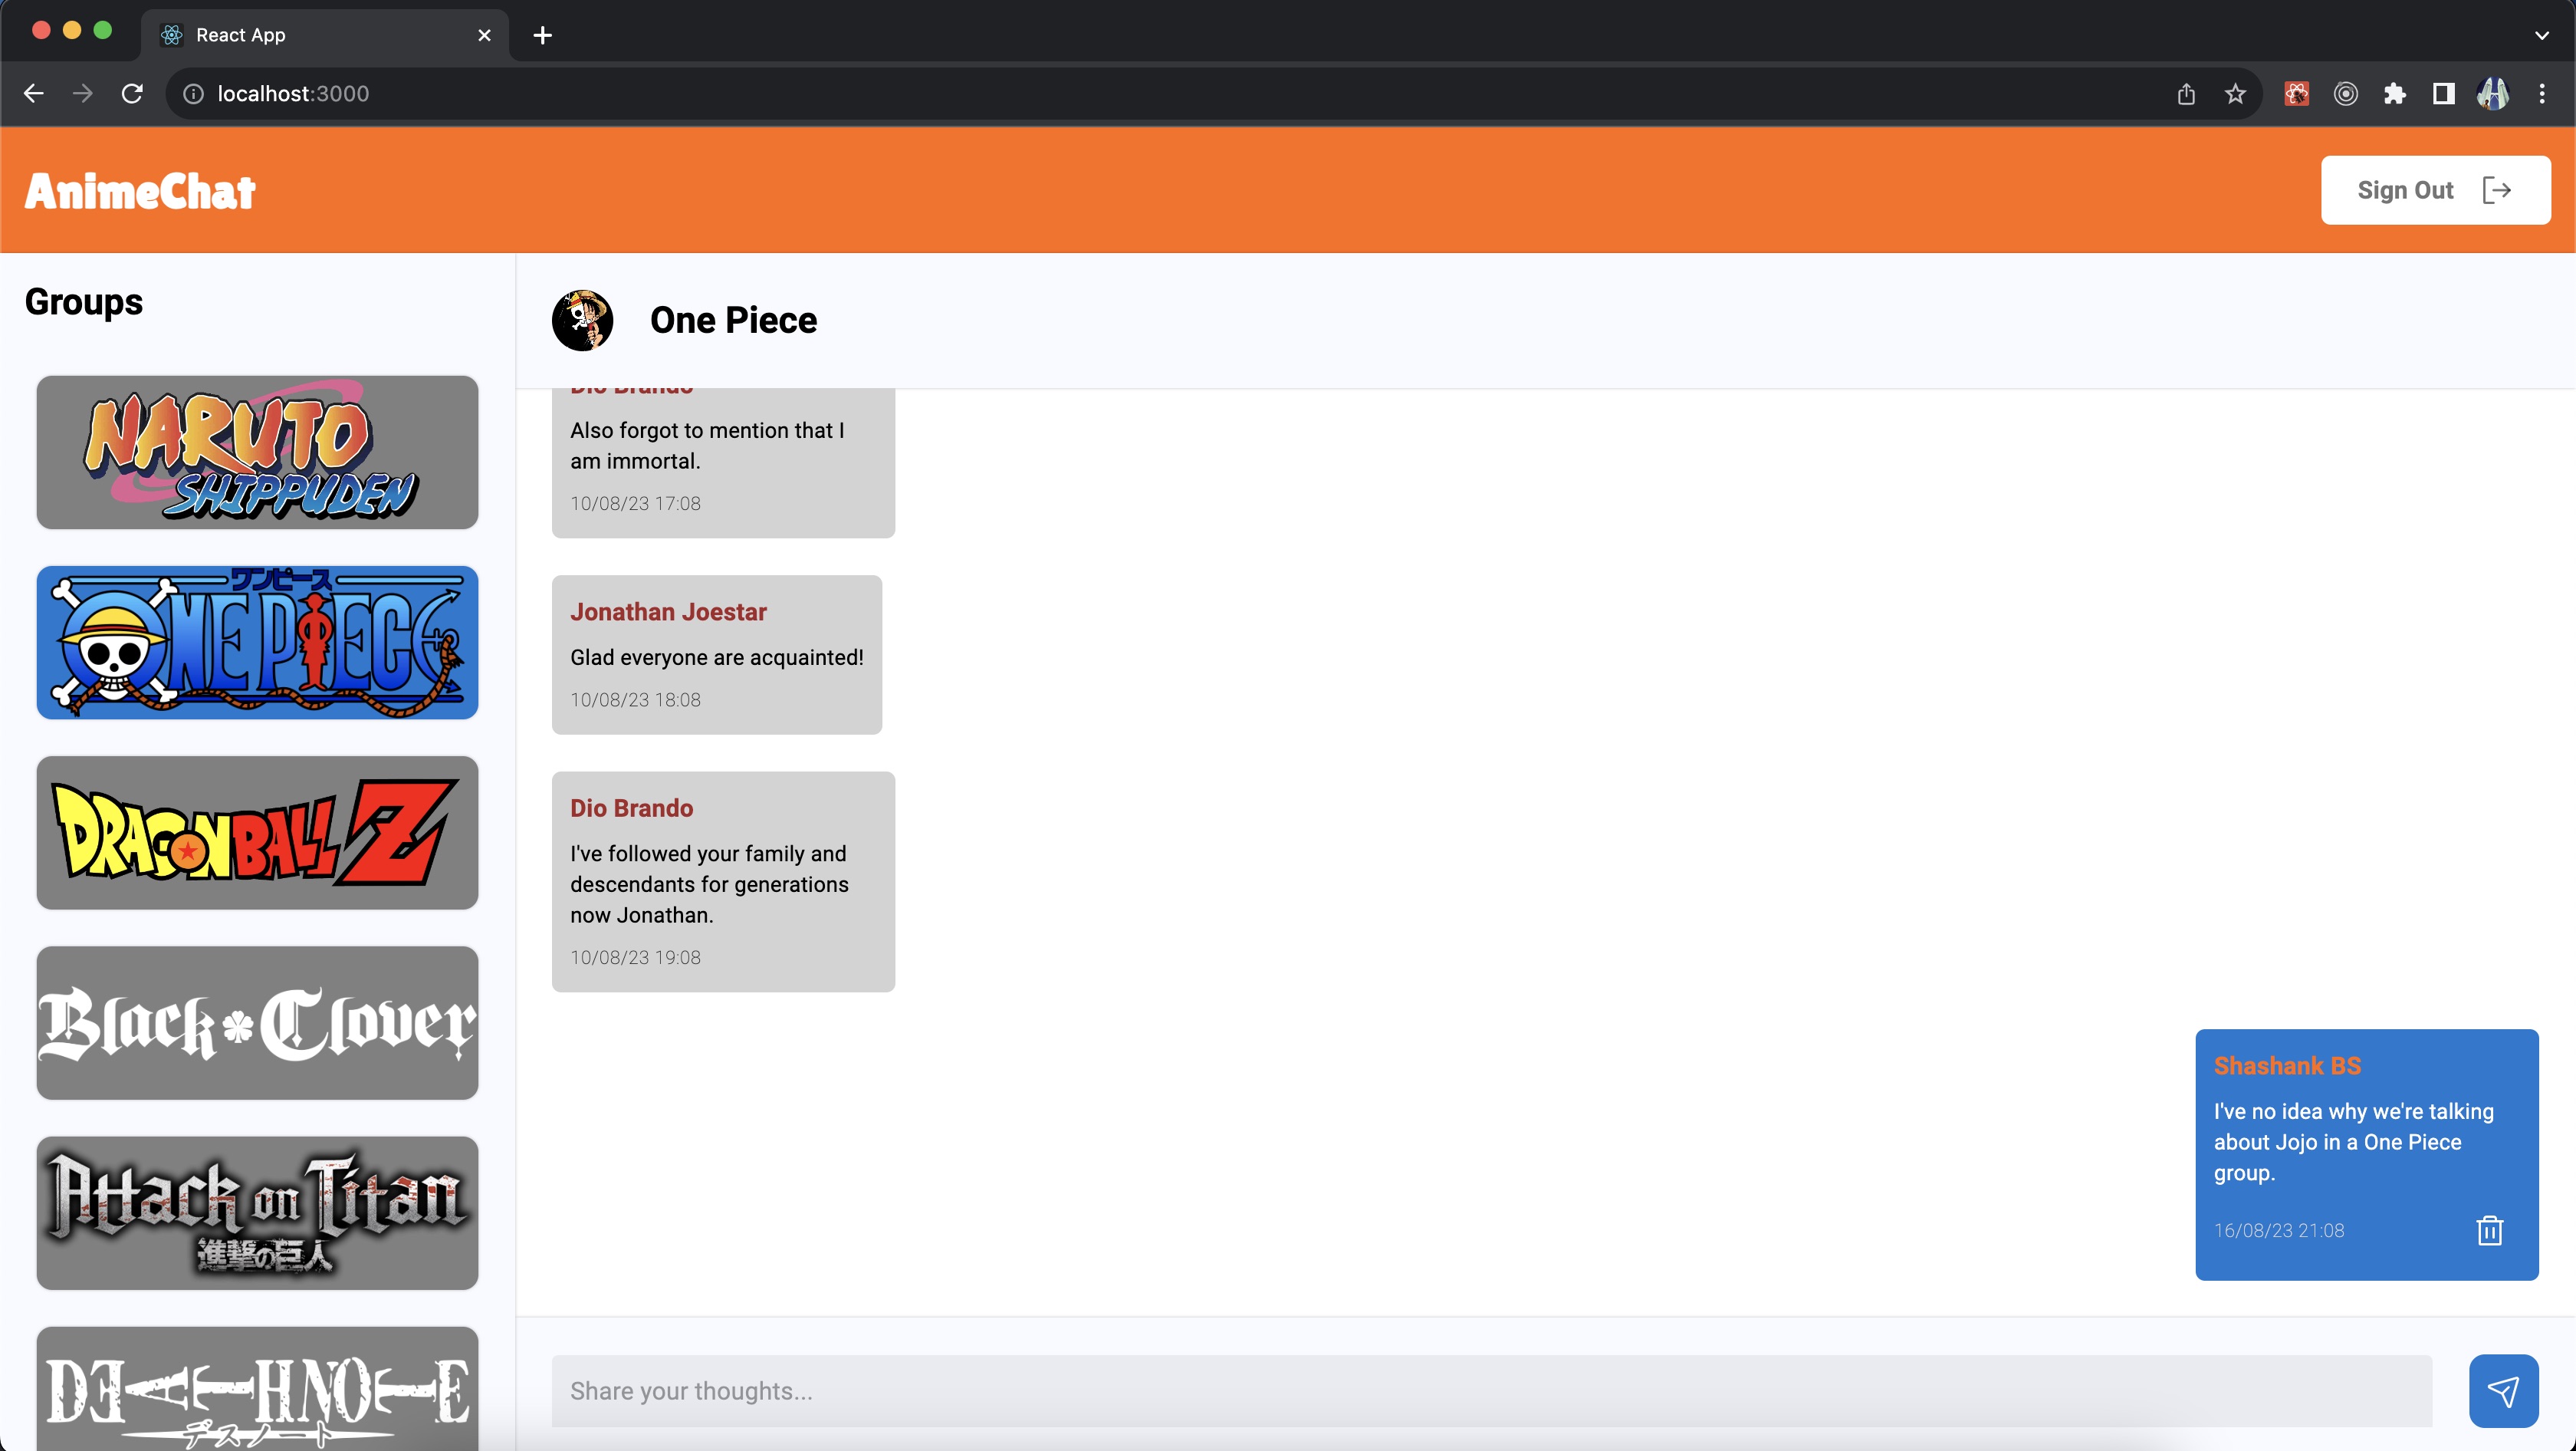 React App
localhost:3000
AnimeChat
Sign Out
Groups
NARUTO
SHIPPUDEN
ワンピース
ONE PIECE
DRAGONBALL Z
Black Clover
Attack on Titan
進撃の巨人
DEATH NOTE
デスノート
One Piece
Dio Brando
Also forgot to mention that I
am immortal.
10/08/23 17:08
Jonathan Joestar
Glad everyone are acquainted!
10/08/23 18:08
Dio Brando
I've followed your family and
descendants for generations
now Jonathan.
10/08/23 19:08
Shashank BS
I've no idea why we're talking
about Jojo in a One Piece
group.
16/08/23 21:08
Share your thoughts...